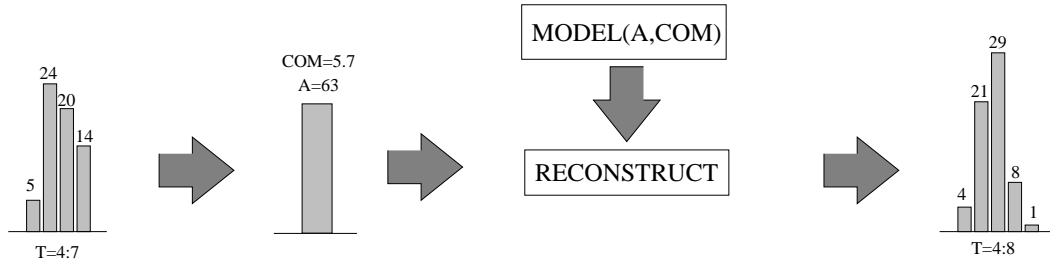 5
24
20
14
T=4:7
COM=5.7
A=63
MODEL(A,COM)
RECONSTRUCT
4
21
29
8
1
T=4:8